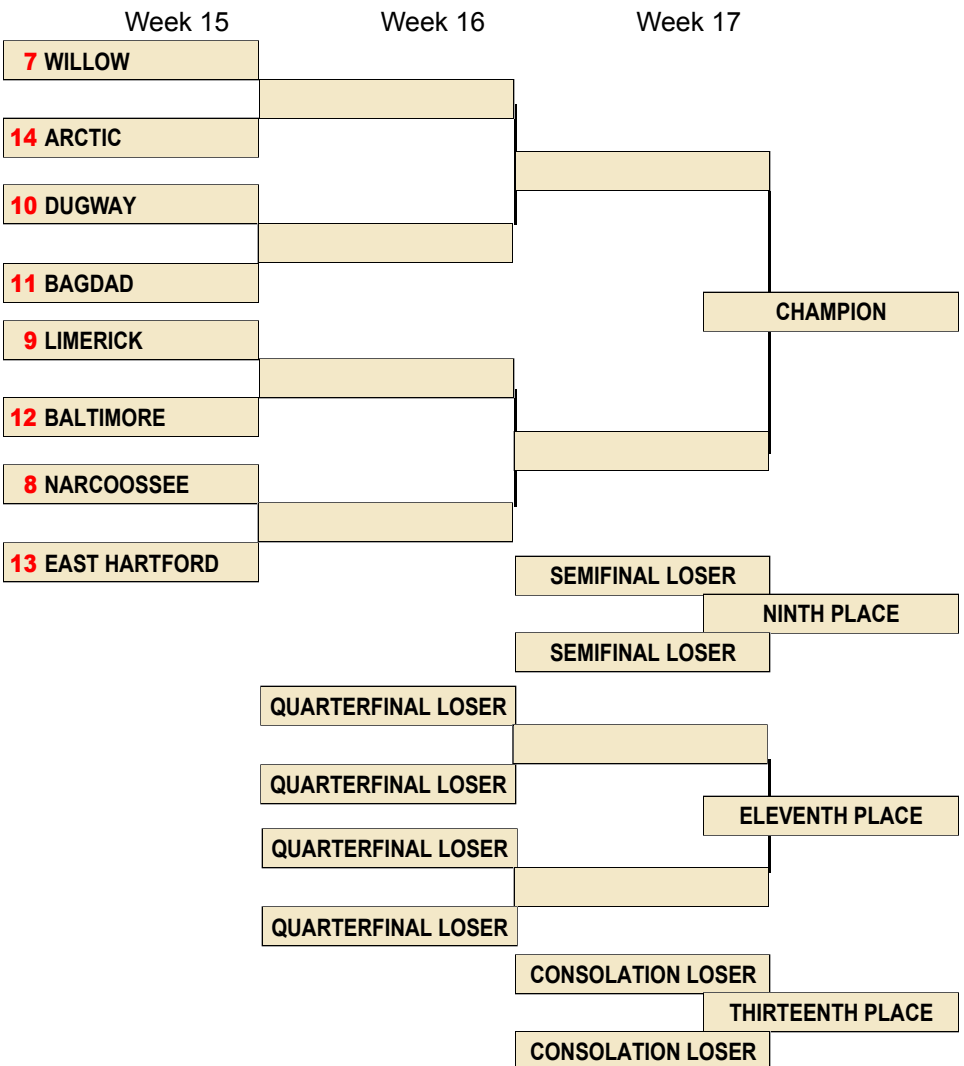 Week 15 Week 16 Week 17
7 WILLOW
14 ARCTIC
10 DUGWAY
11 BAGDAD
CHAMPION
9 LIMERICK
12 BALTIMORE
8 NARCOOSSEE
13 EAST HARTFORD
SEMIFINAL LOSER
NINTH PLACE
SEMIFINAL LOSER
QUARTERFINAL LOSER
QUARTERFINAL LOSER
ELEVENTH PLACE
QUARTERFINAL LOSER
QUARTERFINAL LOSER
CONSOLATION LOSER
THIRTEENTH PLACE
CONSOLATION LOSER